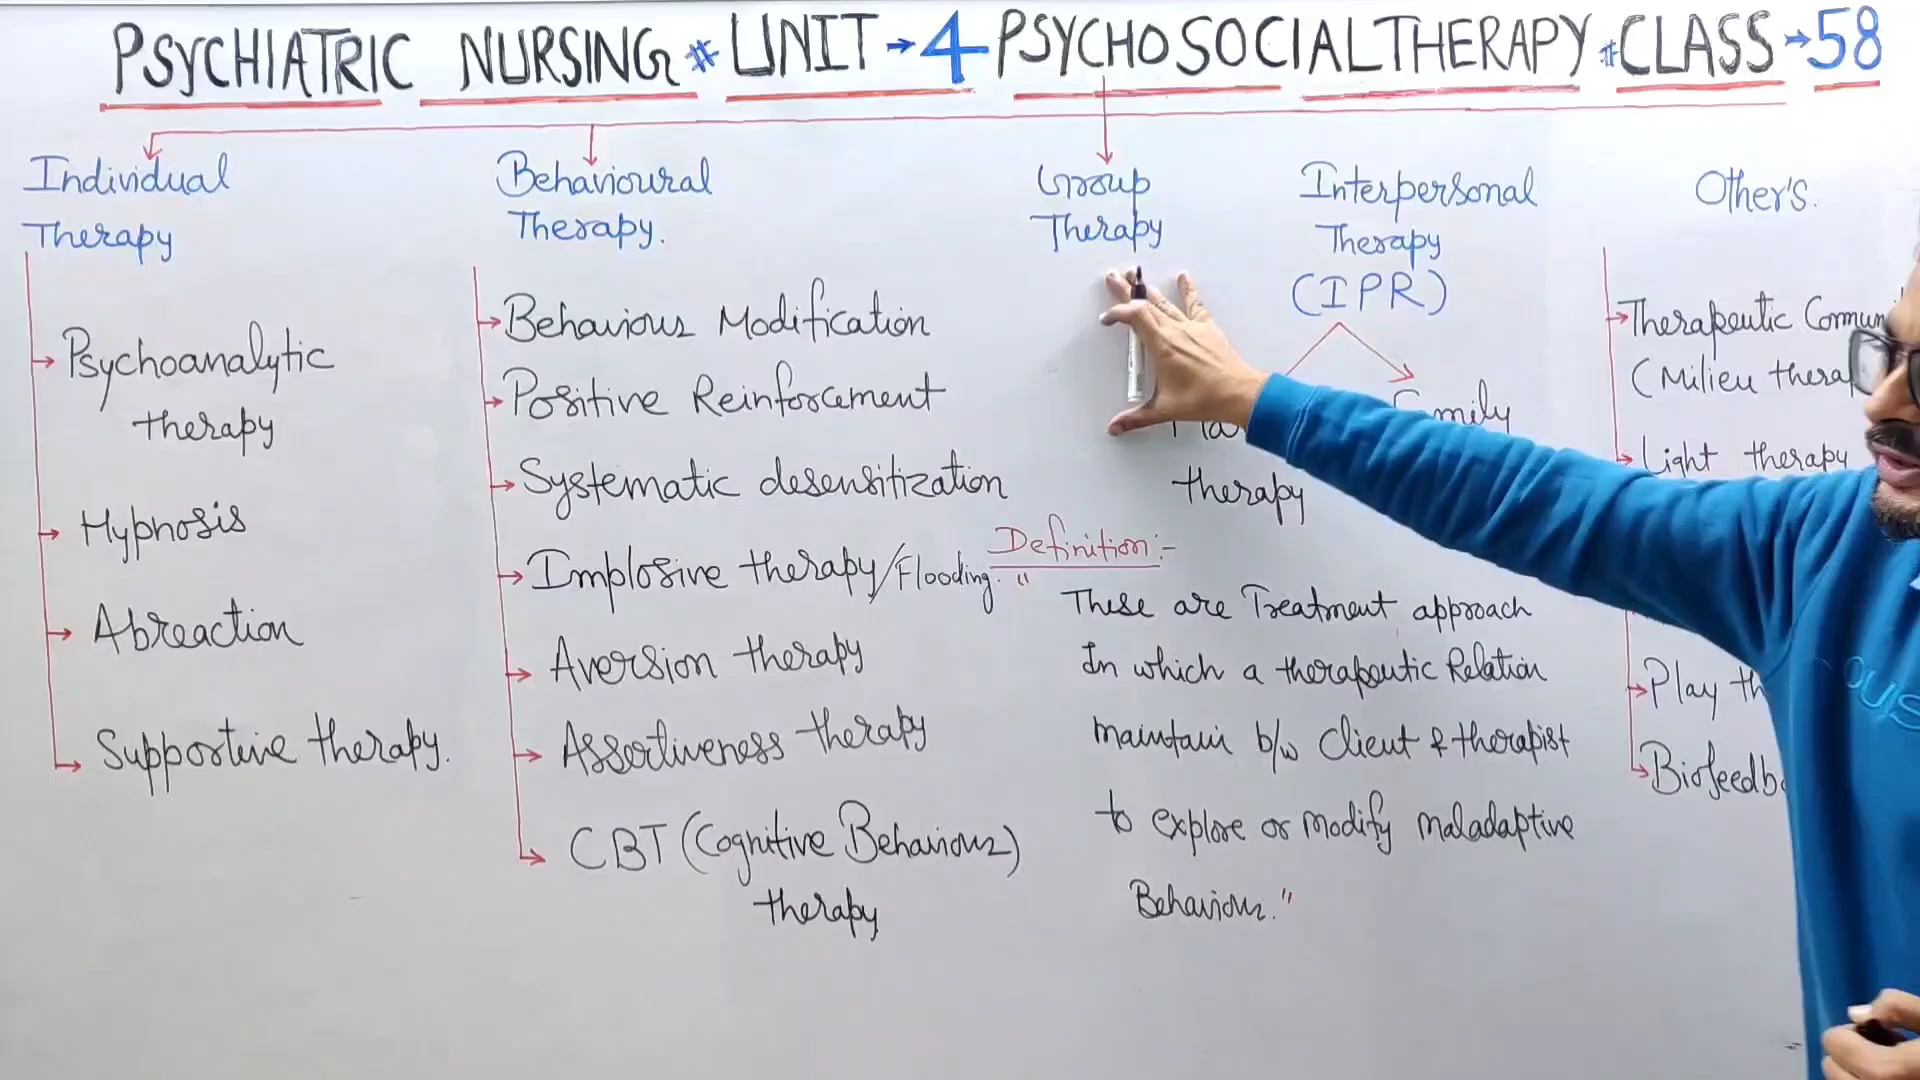 PSYCHIATRIC NURSING # UNIT → 4 PSYCHOSOCIAL THERAPY # CLASS → 58
Individual
Therapy
Psychoanalytic
therapy
Hypnosis
Abreaction
Supportive therapy.
Behavioural
Therapy.
Behaviour Modification
Positive Reinforcement
Systematic desensitization
Implosive therapy/Flooding.
Aversion therapy
Assertiveness therapy
CBT (Cognitive Behaviour)
therapy
Group
Therapy
Interpersonal
Therapy
(IPR)
therapy
Definition :-
" These are Treatment approach
In which a therapeutic Relation
maintain b/w Client & therapist
to explore or modify maladaptive
Behaviour."
Other's.
Therapeutic
(Milieu
Light therapy
Play